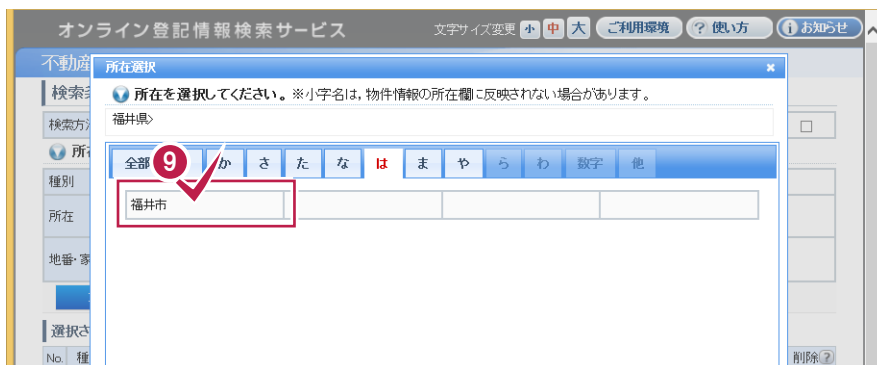 オンライン登記情報検索サービス 文字サイズ変更 小 中 大 ご利用環境 ? 使い方 i お知らせ
不動産
所在選択 ×
検索
所在を選択してください。※小字名は，物件情報の所在欄に反映されない場合があります。
検索方
福井県>
所
全部 か さ た な は ま や ら わ 数字 他
9
種別
福井市
所在
地番・家
選択さ
No. 種 削除 ?